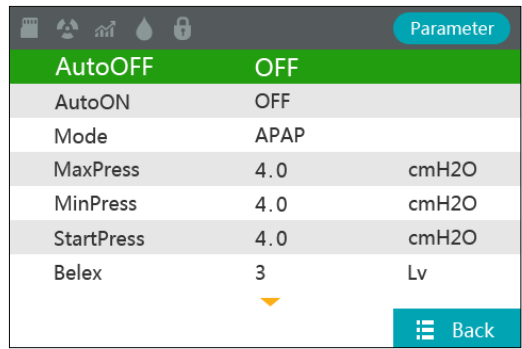 Parameter
AutoOFF OFF
AutoON OFF
Mode APAP
MaxPress 4.0 cmH2O
MinPress 4.0 cmH2O
StartPress 4.0 cmH2O
Belex 3 Lv
Back